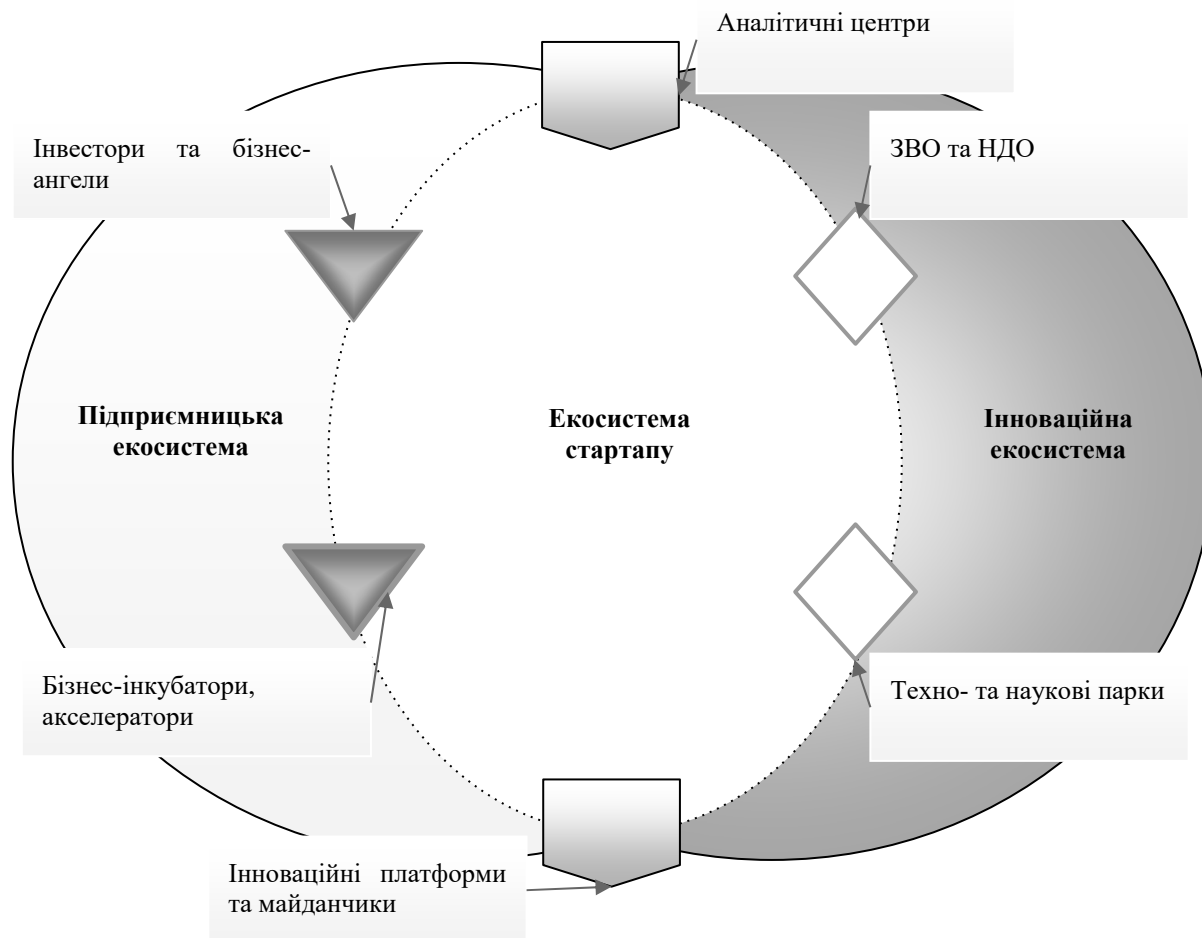 Аналітичні центри
Інвестори та бізнес-
ангели
ЗВО та НДО
Підприємницька
екосистема
Екосистема
стартапу
Інноваційна
екосистема
Бізнес-інкубатори,
акселератори
Техно- та наукові парки
Інноваційні платформи
та майданчики